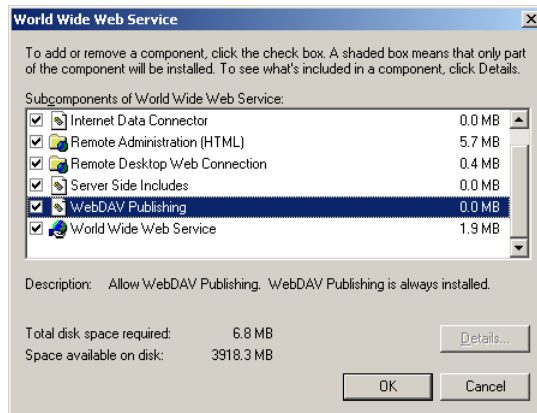 World Wide Web Service
To add or remove a component, click the check box. A shaded box means that only part
of the component will be installed. To see what's included in a component, click Details.
Subcomponents of World Wide Web Service:
Internet Data Connector 0.0 MB
Remote Administration (HTML) 5.7 MB
Remote Desktop Web Connection 0.4 MB
Server Side Includes 0.0 MB
WebDAV Publishing 0.0 MB
World Wide Web Service 1.9 MB
Description: Allow WebDAV Publishing. WebDAV Publishing is always installed.
Total disk space required: 6.8 MB
Details...
Space available on disk: 3918.3 MB
OK Cancel